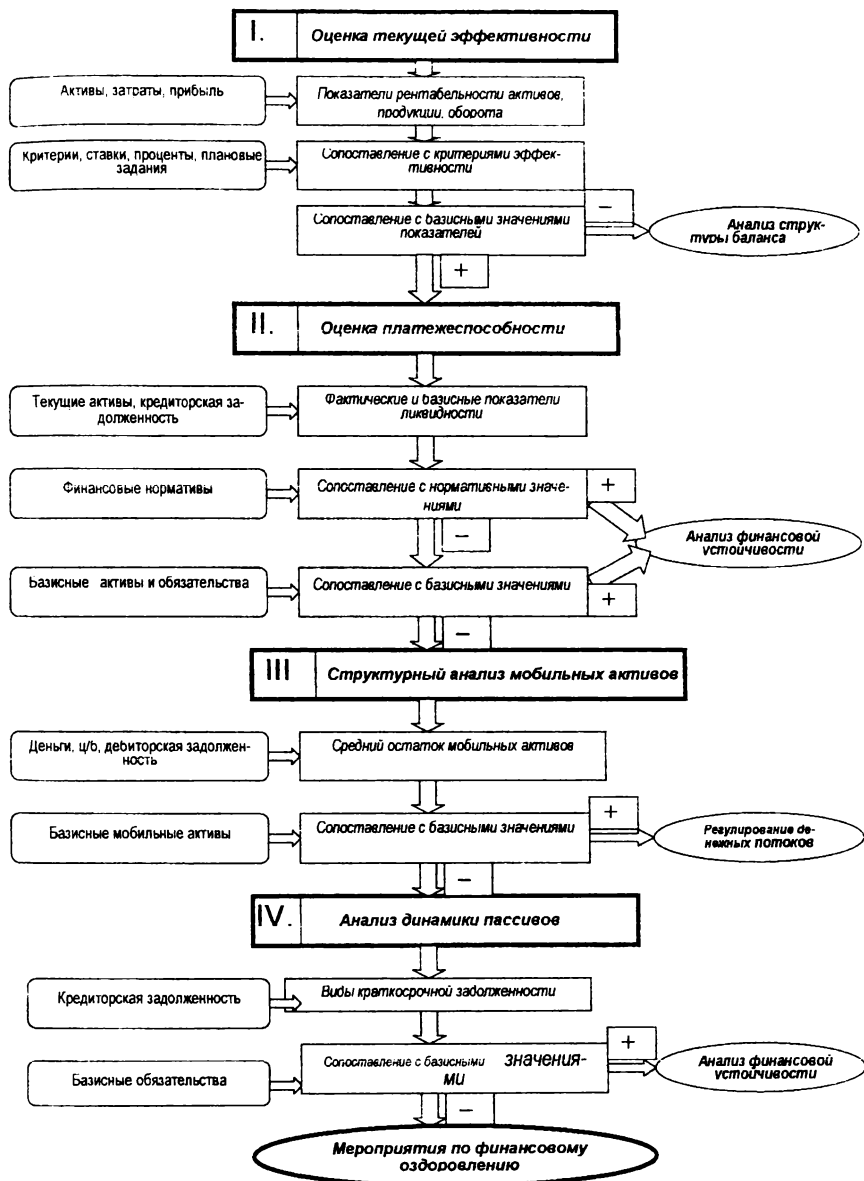 I. Оценка текущей эффективности
Активы, затраты, прибыль
Показатели рентабельности активов,
продукции, оборота
Критерии, ставки, проценты, плановые
задания
Сопоставление с критериями эффек-
тивности
Сопоставление с базисными значениями
показателей
–
Анализ струк-
туры баланса
+
II. Оценка платежеспособности
Текущие активы, кредиторская за-
долженность
Фактические и базисные показатели
ликвидности
Финансовые нормативы
Сопоставление с нормативными значе-
ниями
+
–
Анализ финансовой
устойчивости
Базисные активы и обязательства
Сопоставление с базисными значениями
+
–
III Структурный анализ мобильных активов
Деньги, ц/б, дебиторская задолжен-
ность
Средний остаток мобильных активов
Базисные мобильные активы
Сопоставление с базисными значениями
+
Регулирование де-
нежных потоков
–
IV. Анализ динамики пассивов
Кредиторская задолженность
Виды краткосрочной задолженности
Базисные обязательства
Сопоставление с базисными значения-
ми
+
Анализ финансовой
устойчивости
–
Мероприятия по финансовому
оздоровлению